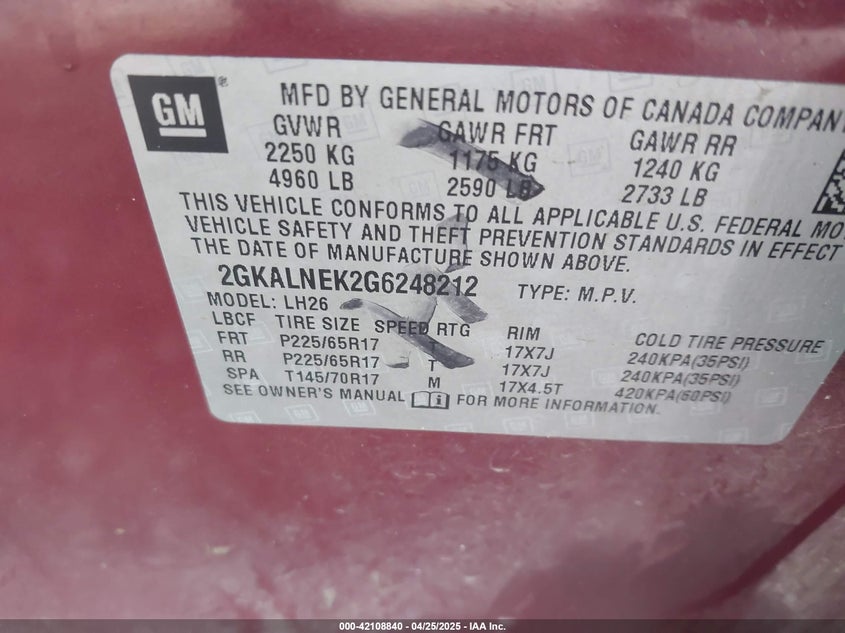 GM®
MFD BY GENERAL MOTORS OF CANADA COMPANY
GVWR GAWR FRT GAWR RR
2250 KG 1175 KG 1240 KG
4960 LB 2590 LB 2733 LB
THIS VEHICLE CONFORMS TO ALL APPLICABLE U.S. FEDERAL MO
VEHICLE SAFETY AND THEFT PREVENTION STANDARDS IN EFFECT
THE DATE OF MANUFACTURE SHOWN ABOVE.
2GKALNEK2G6248212 TYPE: M.P.V.
MODEL: LH26
LBCF TIRE SIZE SPEED RTG RIM COLD TIRE PRESSURE
FRT P225/65R17 T 17X7J 240KPA(35PSI)
RR P225/65R17 T 17X7J 240KPA(35PSI)
SPA T145/70R17 M 17X4.5T 420KPA(60PSI)
SEE OWNER'S MANUAL FOR MORE INFORMATION.
000-42108840 - 04/25/2025 - IAA Inc.